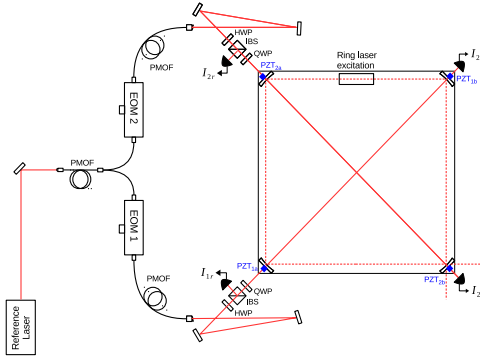 HWP
IBS
QWP
PMOF
I2r
PZT2a
Ring laser
excitation
I2
PZT1b
EOM 2
PMOF
EOM 1
PZT1a
I1r
QWP
IBS
HWP
PZT2b
I2
PMOF
Reference
Laser